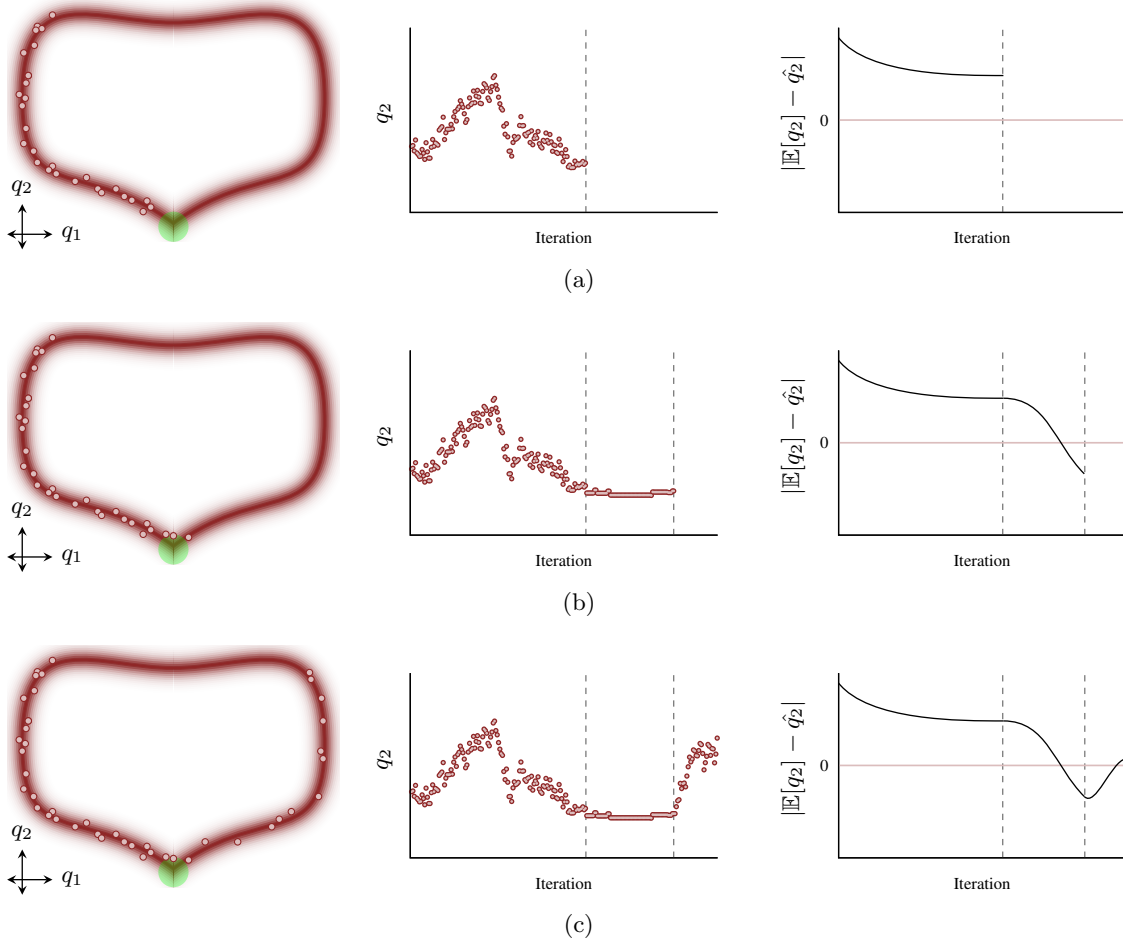 q₂
q₁
q₂
Iteration
|𝔼[q₂] − q̂₂|
0
Iteration
(a)
q₂
q₁
q₂
Iteration
|𝔼[q₂] − q̂₂|
0
Iteration
(b)
q₂
q₁
q₂
Iteration
|𝔼[q₂] − q̂₂|
0
Iteration
(c)